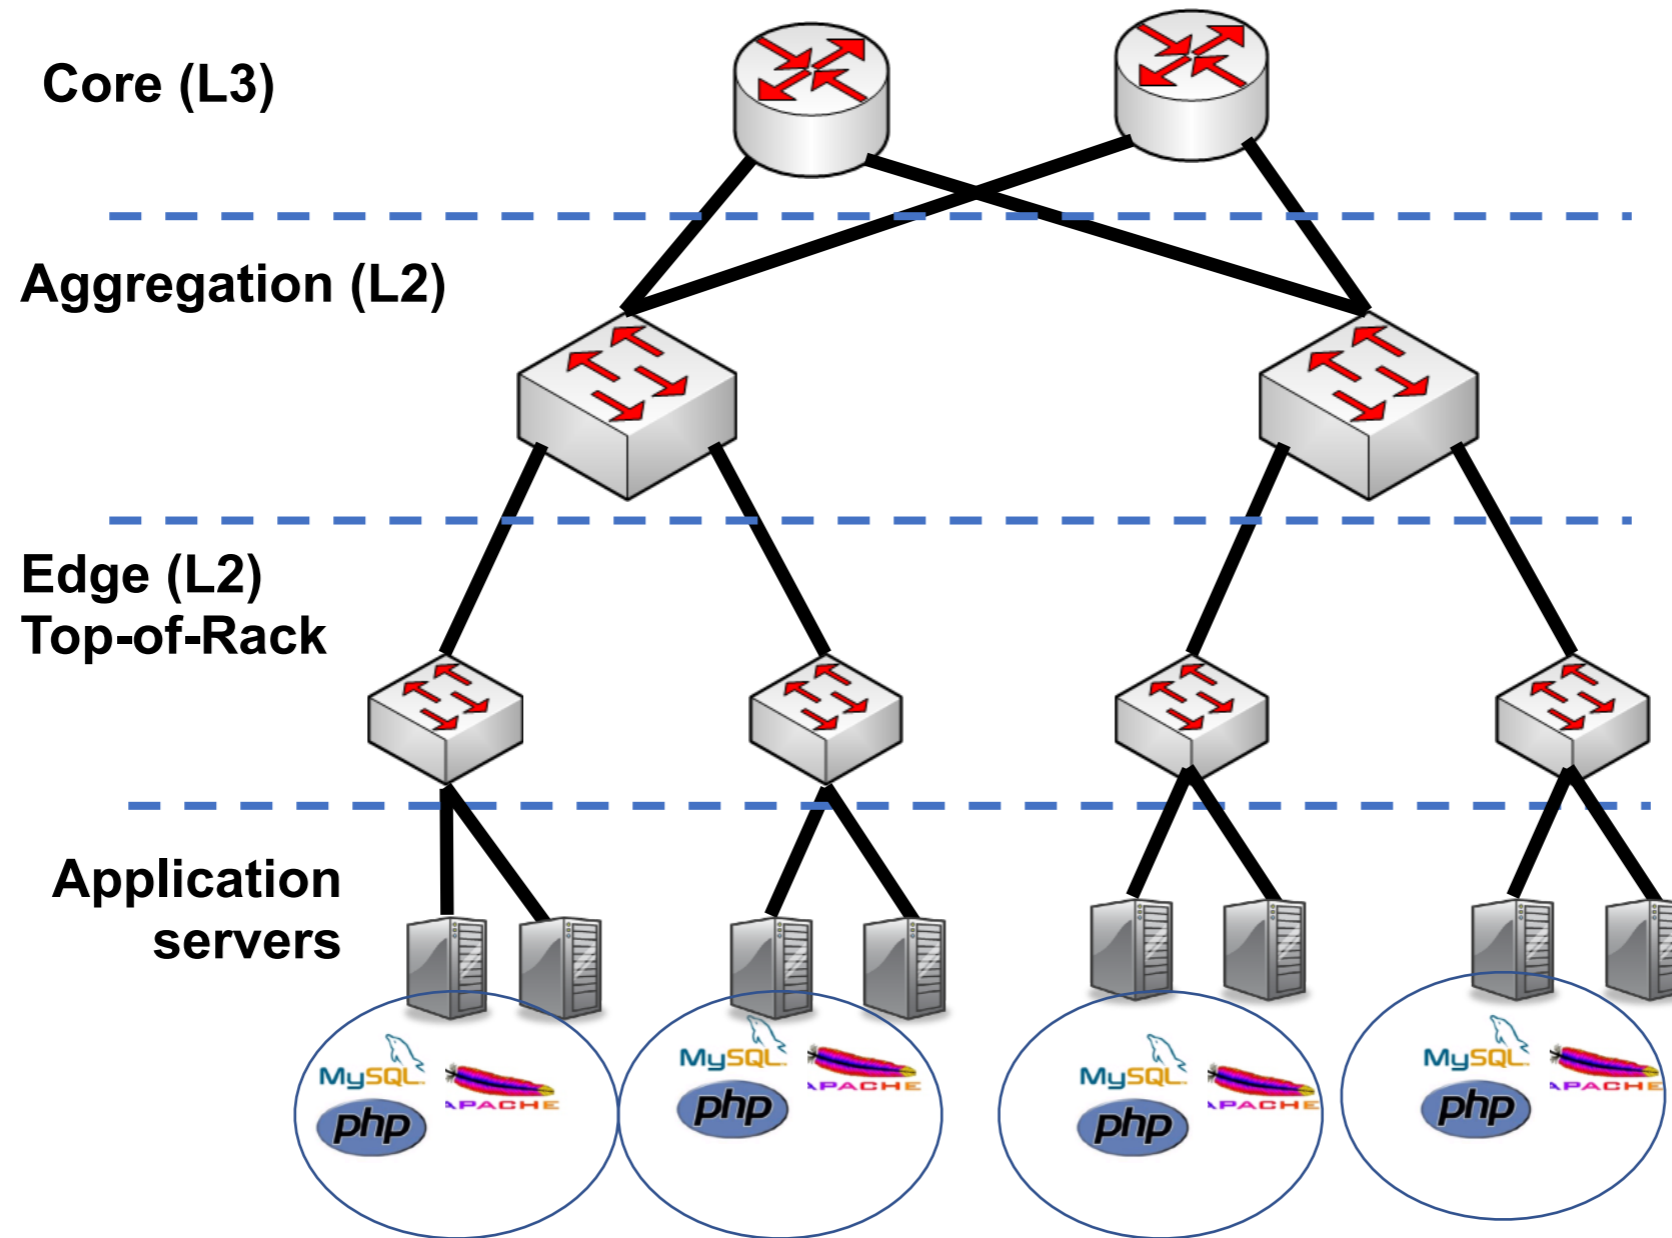 Core (L3)
Aggregation (L2)
Edge (L2)
Top-of-Rack
Application
servers
MySQL
APACHE
php
MySQL
APACHE
php
MySQL
APACHE
php
MySQL
APACHE
php